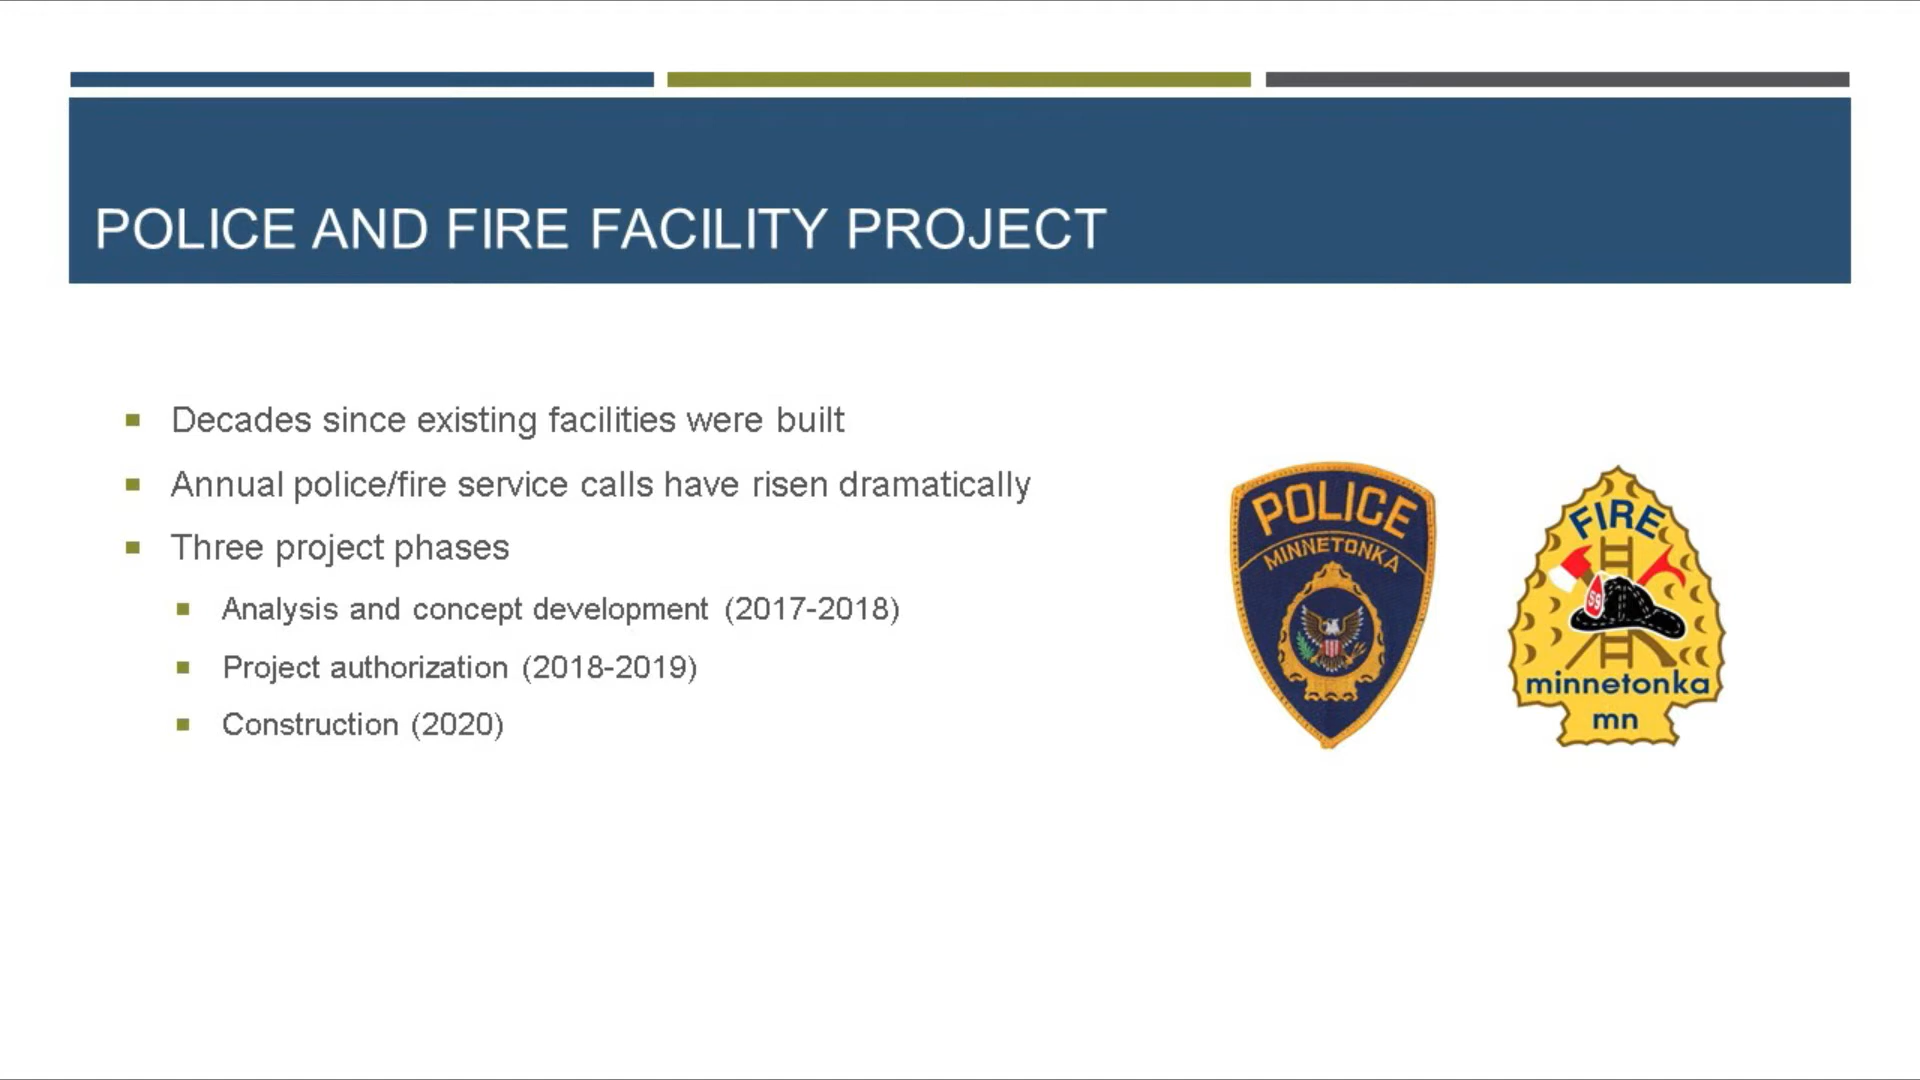 POLICE AND FIRE FACILITY PROJECT
Decades since existing facilities were built
Annual police/fire service calls have risen dramatically
Three project phases
Analysis and concept development (2017-2018)
Project authorization (2018-2019)
Construction (2020)
POLICE
MINNETONKA
FIRE
59
minnetonka
mn